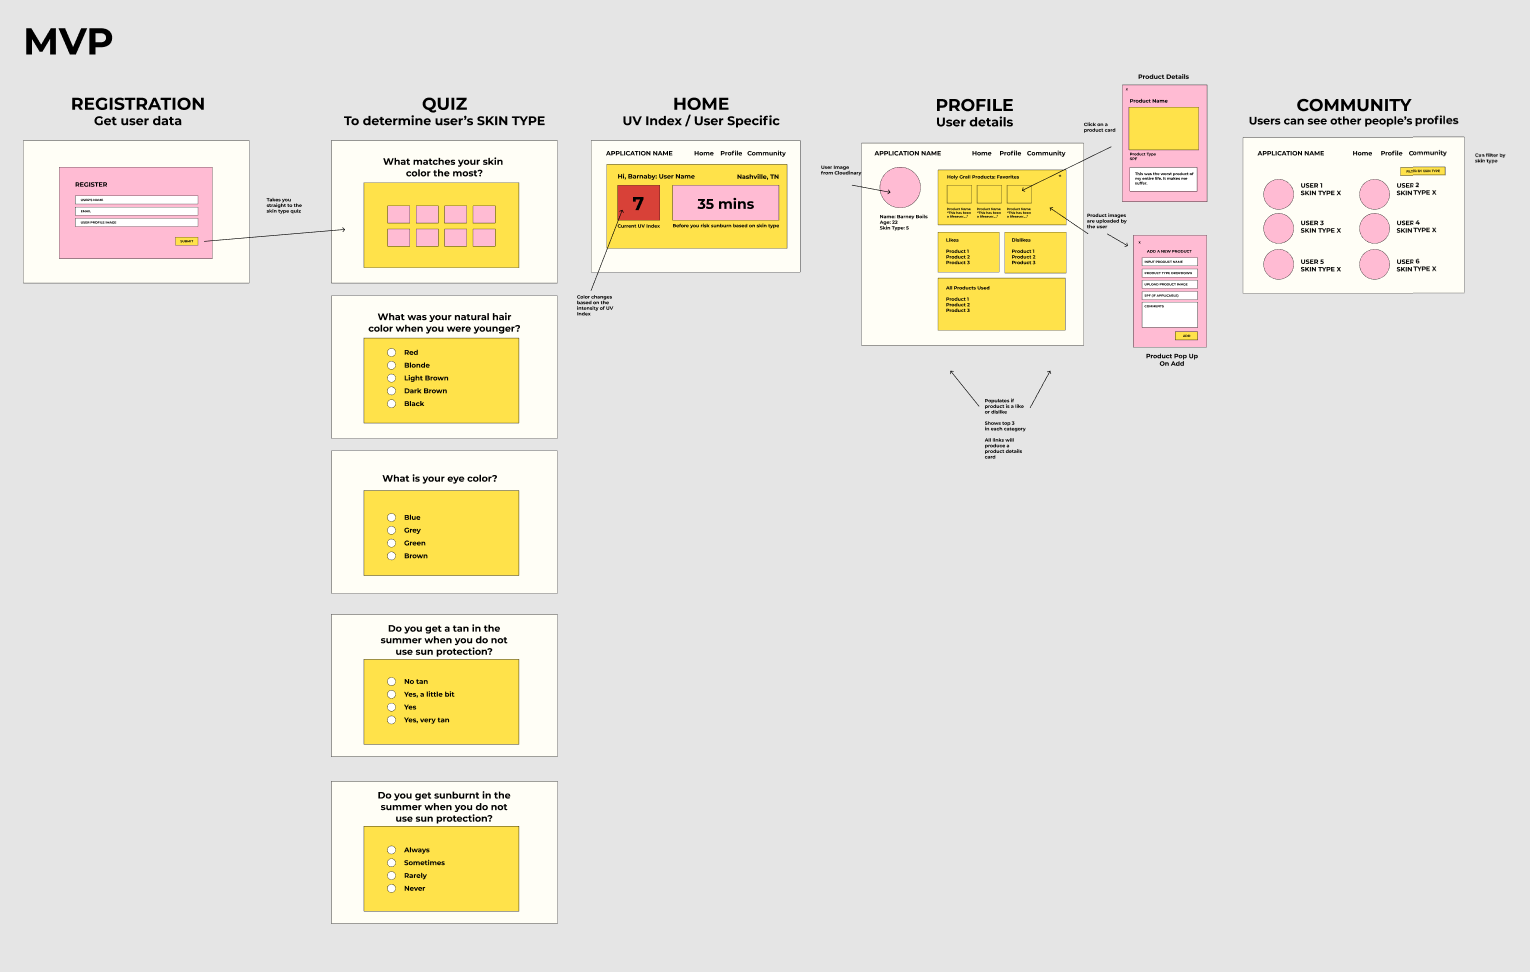 MVP
REGISTRATION
Get user data
REGISTER
USER'S NAME
EMAIL
USER PROFILE IMAGE
SUBMIT
Takes you
straight to the
skin type quiz
QUIZ
To determine user's SKIN TYPE
What matches your skin
color the most?
What was your natural hair
color when you were younger?
Red
Blonde
Light Brown
Dark Brown
Black
What is your eye color?
Blue
Grey
Green
Brown
Do you get a tan in the
summer when you do not
use sun protection?
No tan
Yes, a little bit
Yes
Yes, very tan
Do you get sunburnt in the
summer when you do not
use sun protection?
Always
Sometimes
Rarely
Never
HOME
UV Index / User Specific
APPLICATION NAME
Home Profile Community
Hi, Barnaby: User Name
Nashville, TN
7
35 mins
Current UV Index
Before you risk sunburn based on skin type
Color changes
based on the
intensity of UV
Index
PROFILE
User details
User Image
from Cloudinary
APPLICATION NAME
Home Profile Community
Name: Barney Boils
Age: 22
Skin Type: 5
Holy Grail Products: Favorites
+
Product Name
"This has been
a lifesaver...!"
Product Name
"This has been
a lifesaver...!"
Product Name
"This has been
a lifesaver...!"
Likes
Product 1
Product 2
Product 3
Dislikes
Product 1
Product 2
Product 3
All Products Used
Product 1
Product 2
Product 3
Populates if
product is a like
or dislike
Shows top 3
in each category
All links will
produce a
product details
card
Click on a
product card
Product Details
X
Product Name
Product Type
SPF
This was the worst product of
my entire life. It makes me
suffer.
Product images
are uploaded by
the user
X
ADD A NEW PRODUCT
INPUT PRODUCT NAME
PRODUCT TYPE DROPDOWN
UPLOAD PRODUCT IMAGE
SPF (IF APPLICABLE)
COMMENTS
ADD
Product Pop Up
On Add
COMMUNITY
Users can see other people's profiles
APPLICATION NAME
Home Profile Community
FILTER BY SKIN TYPE
USER 1
SKIN TYPE X
USER 2
SKIN TYPE X
USER 3
SKIN TYPE X
USER 4
SKIN TYPE X
USER 5
SKIN TYPE X
USER 6
SKIN TYPE X
Can filter by
skin type